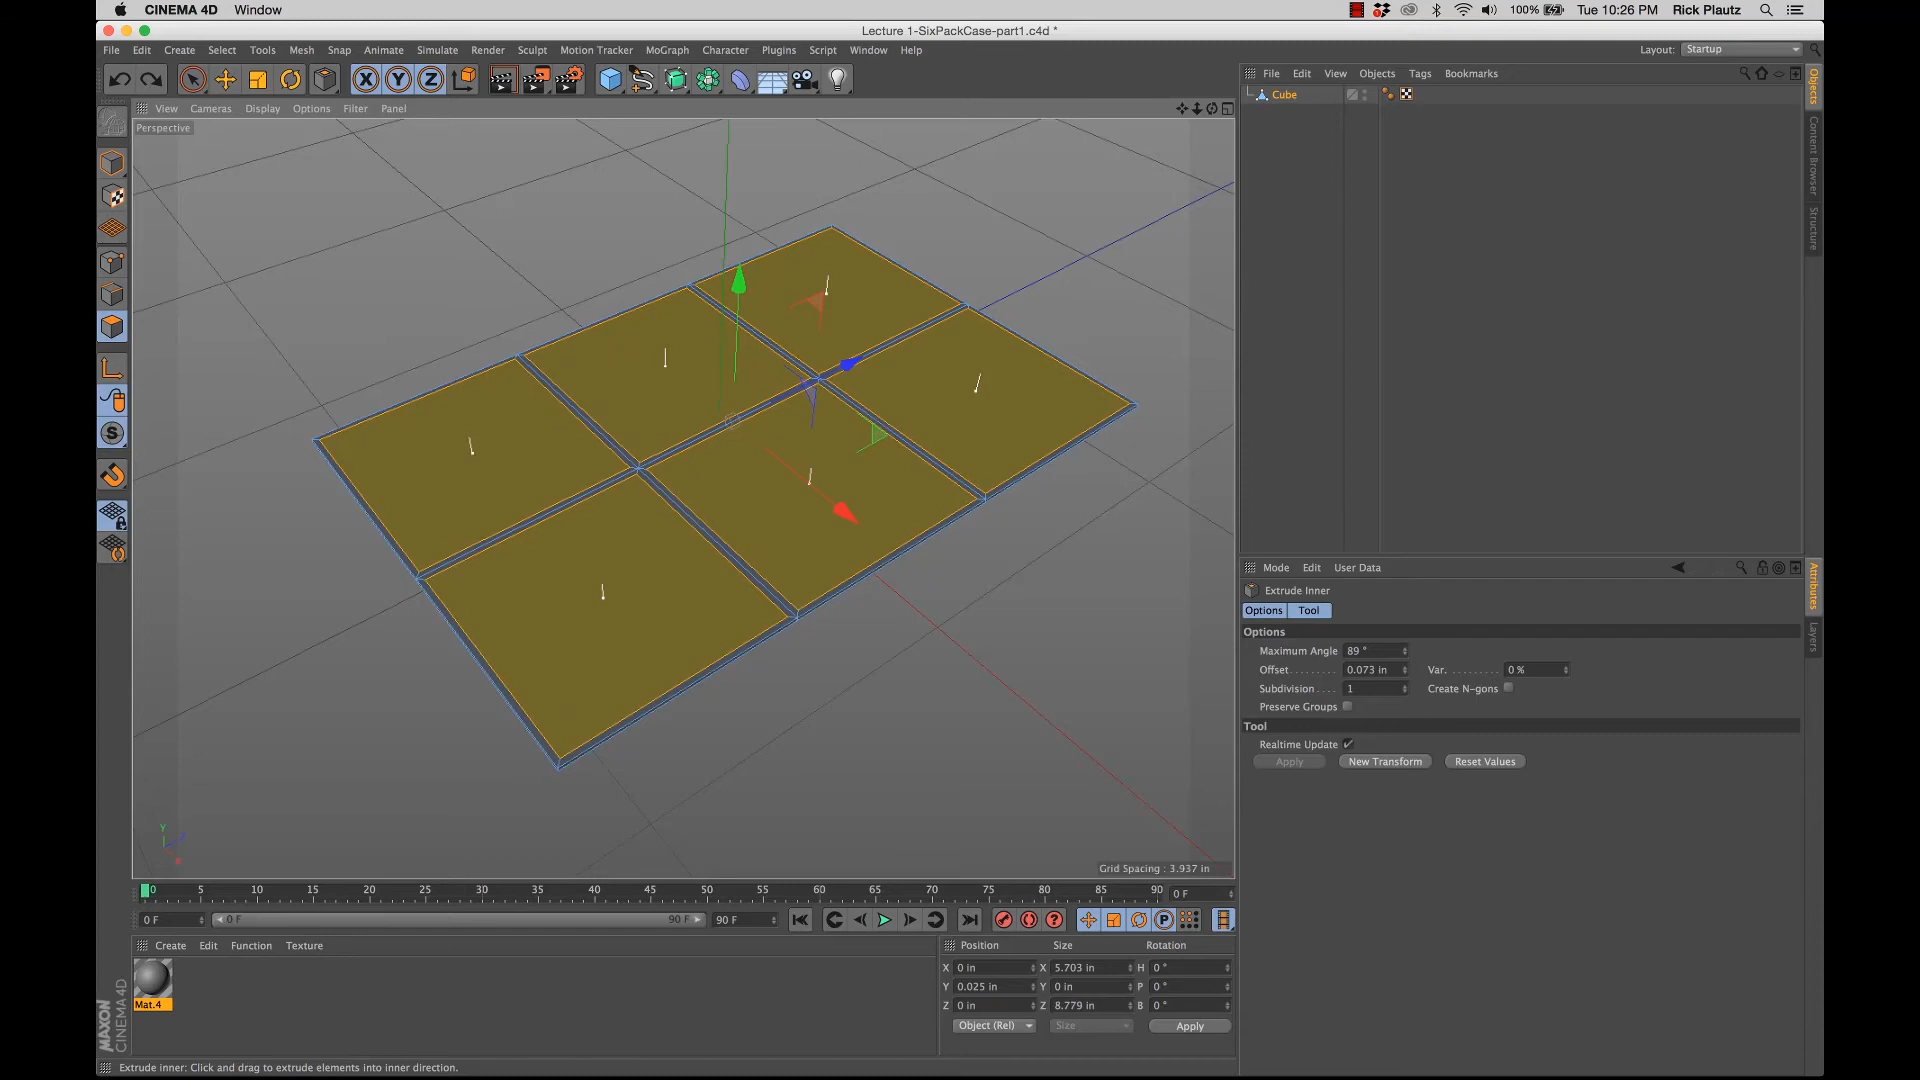 CINEMA 4D Window
100% Tue 10:26 PM Rick Plautz
Lecture 1-SixPackCase-part1.c4d *
File Edit Create Select Tools Mesh Snap Animate Simulate Render Sculpt Motion Tracker MoGraph Character Plugins Script Window Help
Layout: Startup
X Y Z
File Edit View Objects Tags Bookmarks
Cube
View Cameras Display Options Filter Panel
Perspective
Objects
Content Browser
Structure
Mode Edit User Data
Extrude Inner
Options Tool
Options
Maximum Angle 89 °
Offset 0.073 in Var. 0 %
Subdivision 1 Create N-gons
Preserve Groups
Tool
Realtime Update
Apply New Transform Reset Values
Attributes
Layers
S
Y
Z
X
Grid Spacing : 3.937 in
0 5 10 15 20 25 30 35 40 45 50 55 60 65 70 75 80 85 90 0 F
0 F 0 F 90 F 90 F
P
Create Edit Function Texture
Mat.4
Position Size Rotation
X 0 in X 5.703 in H 0 °
Y 0.025 in Y 0 in P 0 °
Z 0 in Z 8.779 in B 0 °
Object (Rel) Size Apply
MAXON
CINEMA 4D
Extrude inner: Click and drag to extrude elements into inner direction.